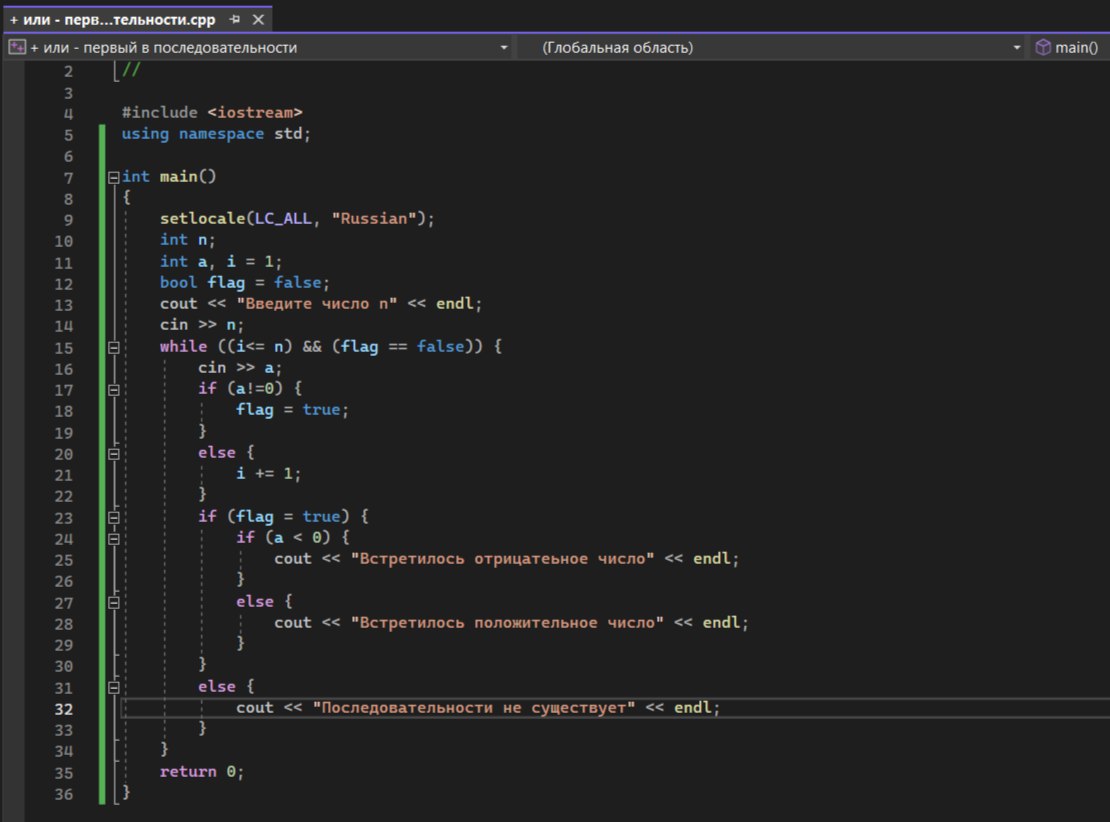 + или - перв...тельности.cpp
+ или - первый в последовательности (Глобальная область) main()
2 //
3
4 #include <iostream>
5 using namespace std;
6
7 int main()
8 {
9 setlocale(LC_ALL, "Russian");
10 int n;
11 int a, i = 1;
12 bool flag = false;
13 cout << "Введите число n" << endl;
14 cin >> n;
15 while ((i<= n) && (flag == false)) {
16 cin >> a;
17 if (a!=0) {
18 flag = true;
19 }
20 else {
21 i += 1;
22 }
23 if (flag = true) {
24 if (a < 0) {
25 cout << "Встретилось отрицатевное число" << endl;
26 }
27 else {
28 cout << "Встретилось положительное число" << endl;
29 }
30 }
31 else {
32 cout << "Последовательности не существует" << endl;
33 }
34 }
35 return 0;
36 }